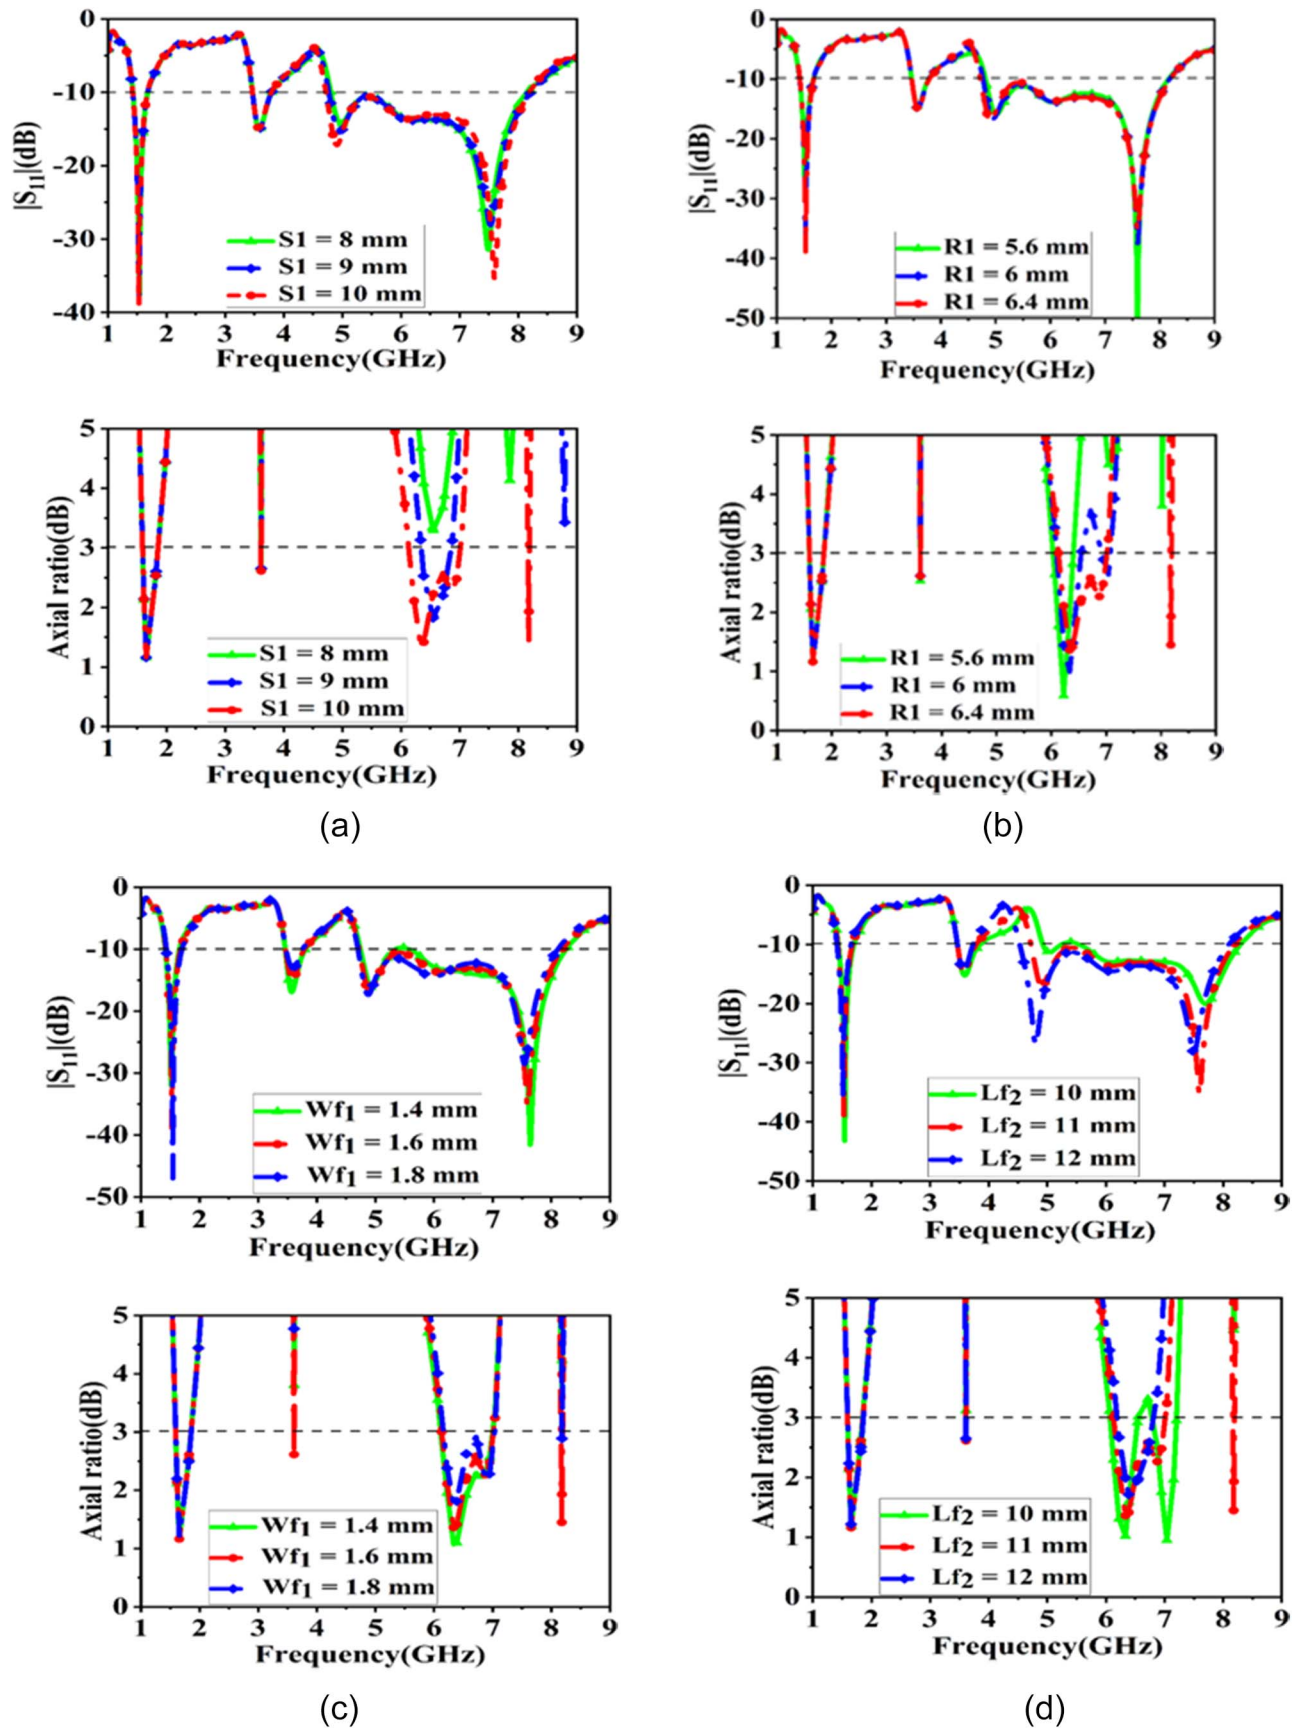 0
-10
-20
-30
-40
|S11|(dB)
S1 = 8 mm
S1 = 9 mm
S1 = 10 mm
1 2 3 4 5 6 7 8 9
Frequency(GHz)
0
-10
-20
-30
-40
-50
|S11|(dB)
R1 = 5.6 mm
R1 = 6 mm
R1 = 6.4 mm
1 2 3 4 5 6 7 8 9
Frequency(GHz)
5
4
3
2
1
0
Axial ratio(dB)
S1 = 8 mm
S1 = 9 mm
S1 = 10 mm
1 2 3 4 5 6 7 8 9
Frequency(GHz)
(a)
5
4
3
2
1
0
Axial ratio(dB)
R1 = 5.6 mm
R1 = 6 mm
R1 = 6.4 mm
1 2 3 4 5 6 7 8 9
Frequency(GHz)
(b)
0
-10
-20
-30
-40
-50
|S11|(dB)
Wf1 = 1.4 mm
Wf1 = 1.6 mm
Wf1 = 1.8 mm
1 2 3 4 5 6 7 8 9
Frequency(GHz)
0
-10
-20
-30
-40
-50
|S11|(dB)
Lf2 = 10 mm
Lf2 = 11 mm
Lf2 = 12 mm
1 2 3 4 5 6 7 8 9
Frequency(GHz)
5
4
3
2
1
0
Axial ratio(dB)
Wf1 = 1.4 mm
Wf1 = 1.6 mm
Wf1 = 1.8 mm
1 2 3 4 5 6 7 8 9
Frequency(GHz)
(c)
5
4
3
2
1
0
Axial ratio(dB)
Lf2 = 10 mm
Lf2 = 11 mm
Lf2 = 12 mm
1 2 3 4 5 6 7 8 9
Frequency(GHz)
(d)